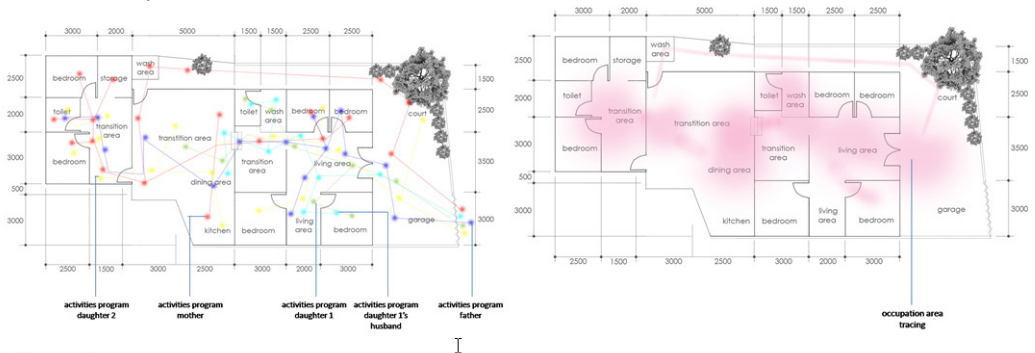 3000 2000 5000 1500 1500 3000
2500
2000
3000
500
3000
1500
2500
3500
3000
bedroom
storage
wash
area
toilet
transition
area
bedroom
transtition area
dining area
kitchen
toilet
wash
area
bedroom
bedroom
transition
area
living area
court
bedroom
living
area
bedroom
garage
2500 1500 3000 2500 3000 2000 3000
activities program
daughter 2
activities program
mother
activities program
daughter 1
activities program
daughter 1's
husband
activities program
father
3000 2000 5000 1500 1500 3000
2500
2000
3000
500
3000
1500
2500
3500
3000
bedroom
storage
wash
area
toilet
transition
area
bedroom
transtition area
dining area
kitchen
toilet
wash
area
bedroom
bedroom
transition
area
living area
court
bedroom
living
area
bedroom
garage
2500 1500 3000 2500 3000 2000 3000
occupation area
tracing